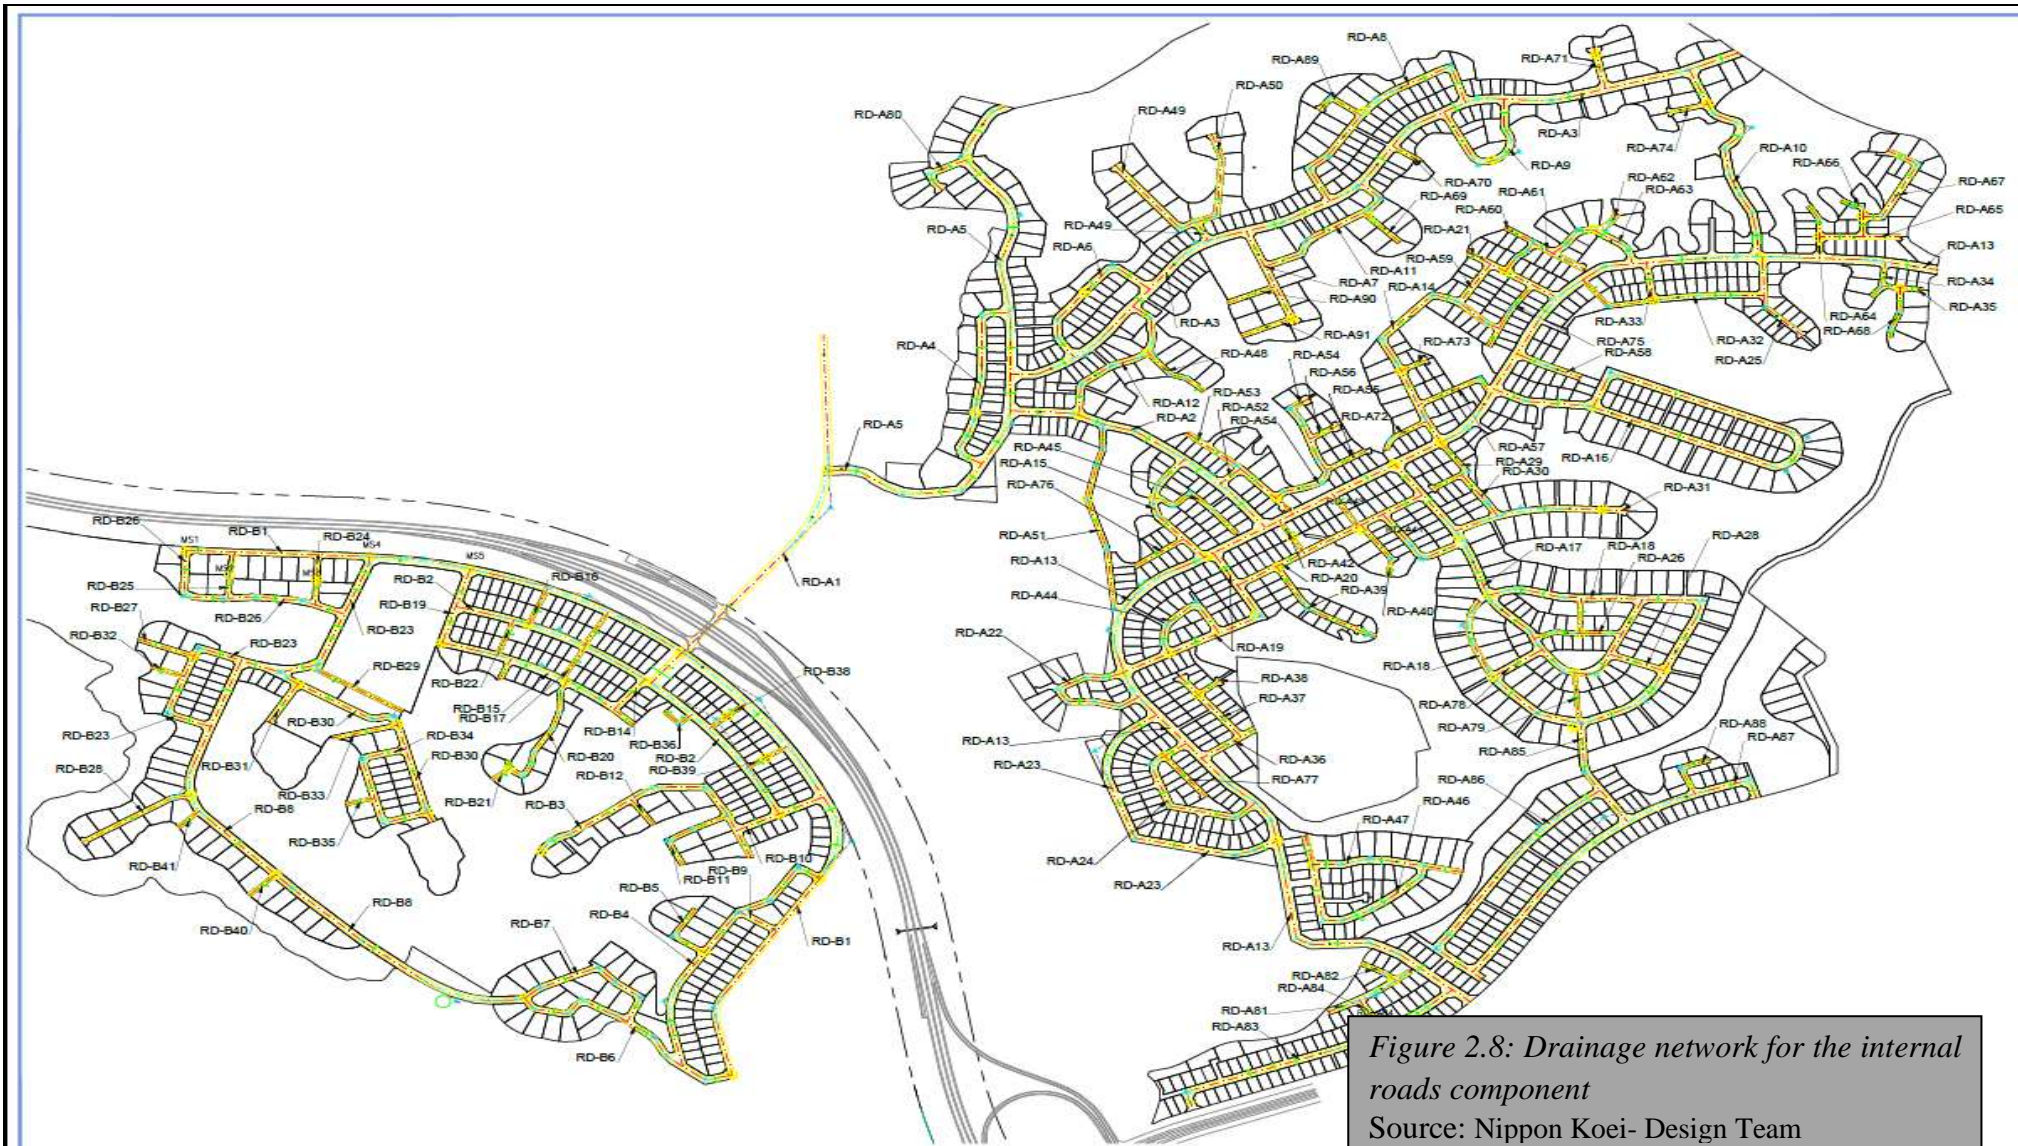 RD-A8
RD-A89
RD-A71
RD-A50
RD-A49
RD-A80
RD-A3
RD-A74
RD-A9
RD-A10
RD-A66
RD-A67
RD-A65
RD-A70
RD-A69
RD-A61
RD-A62
RD-A63
RD-A60
RD-A21
RD-A59
RD-A13
RD-A5
RD-A49
RD-A6
RD-A11
RD-A7
RD-A14
RD-A90
RD-A34
RD-A35
RD-A64
RD-A68
RD-A3
RD-A91
RD-A33
RD-A32
RD-A25
RD-A75
RD-A58
RD-A4
RD-A48
RD-A54
RD-A56
RD-A55
RD-A73
RD-A72
RD-A12
RD-A2
RD-A53
RD-A52
RD-A54
RD-A5
RD-A45
RD-A15
RD-A76
RD-A57
RD-A29
RD-A30
RD-A16
RD-A31
RD-A51
RD-A13
RD-A44
RD-A42
RD-A20
RD-A39
RD-A40
RD-A17
RD-A18
RD-A26
RD-A28
RD-A1
RD-B26
RD-B1
RD-B24
MS1
MS4
MS5
RD-B25
RD-B2
RD-B16
RD-B27
RD-B19
RD-B26
RD-B23
RD-B32
RD-B23
RD-B29
RD-B22
RD-B38
RD-A22
RD-A19
RD-A18
RD-A38
RD-A37
RD-A78
RD-A79
RD-A85
RD-A88
RD-A87
RD-B15
RD-B17
RD-B14
RD-B30
RD-B23
RD-B34
RD-B36
RD-B2
RD-B39
RD-B20
RD-B30
RD-B31
RD-B28
RD-B12
RD-B21
RD-B33
RD-B3
RD-B8
RD-B35
RD-B41
RD-B10
RD-B11
RD-B9
RD-B5
RD-B4
RD-B40
RD-B8
RD-B7
RD-B1
RD-B6
RD-A13
RD-A23
RD-A36
RD-A77
RD-A86
RD-A46
RD-A47
RD-A24
RD-A23
RD-A13
RD-A82
RD-A84
RD-A81
RD-A83
Figure 2.8: Drainage network for the internal
roads component
Source: Nippon Koei- Design Team